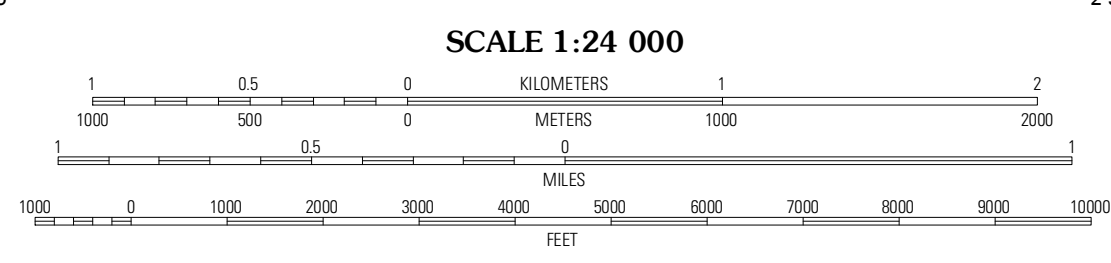 SCALE 1:24 000
1 0.5 0 KILOMETERS 1 2
1000 500 0 METERS 1000 2000
1 0.5 0 1
MILES
1000 0 1000 2000 3000 4000 5000 6000 7000 8000 9000 10000
FEET